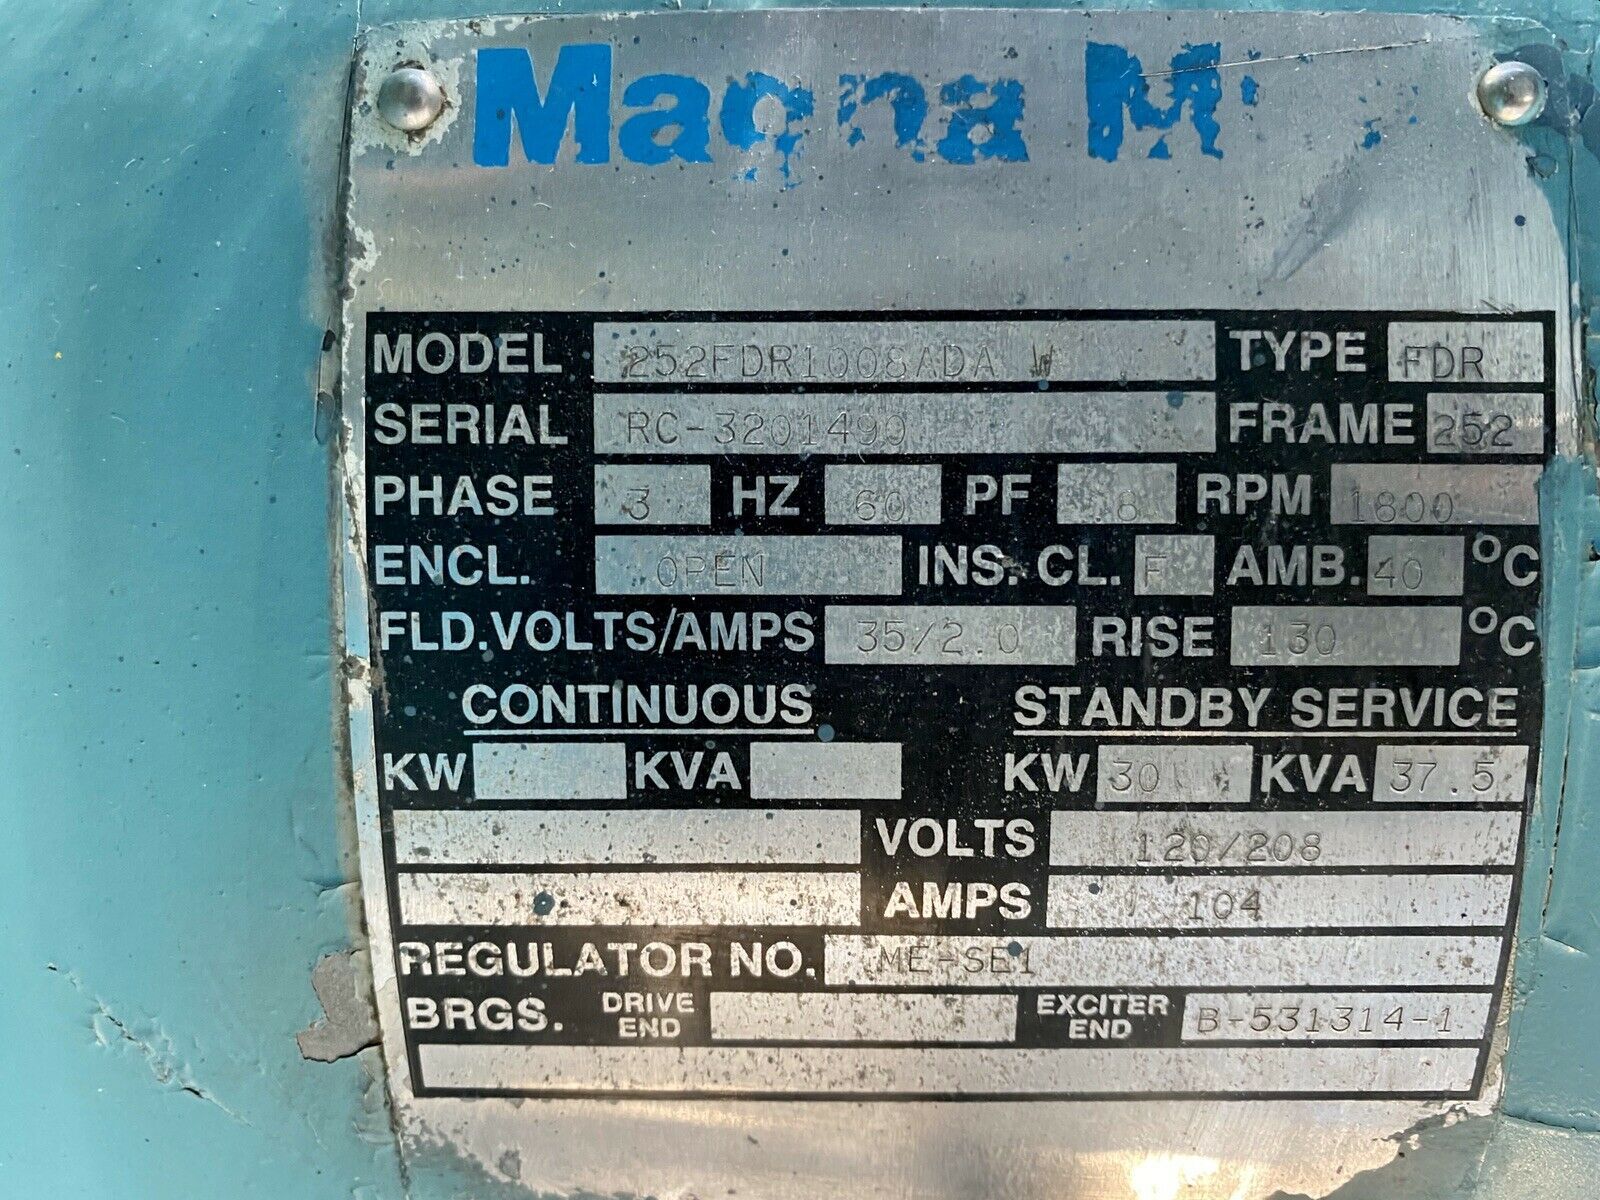 Magna M
MODEL 252FDR1008ADA W TYPE FDR
SERIAL RC-3201490 FRAME 252
PHASE 3 HZ 60 PF .8 RPM 1800
ENCL. OPEN INS. CL. F AMB. 40 °C
FLD.VOLTS/AMPS 35/2.0 RISE 130 °C
CONTINUOUS STANDBY SERVICE
KW KVA KW 30 KVA 37.5
VOLTS 120/208
AMPS 104
REGULATOR NO. ME-SE1
BRGS. DRIVE END EXCITER END B-531314-1